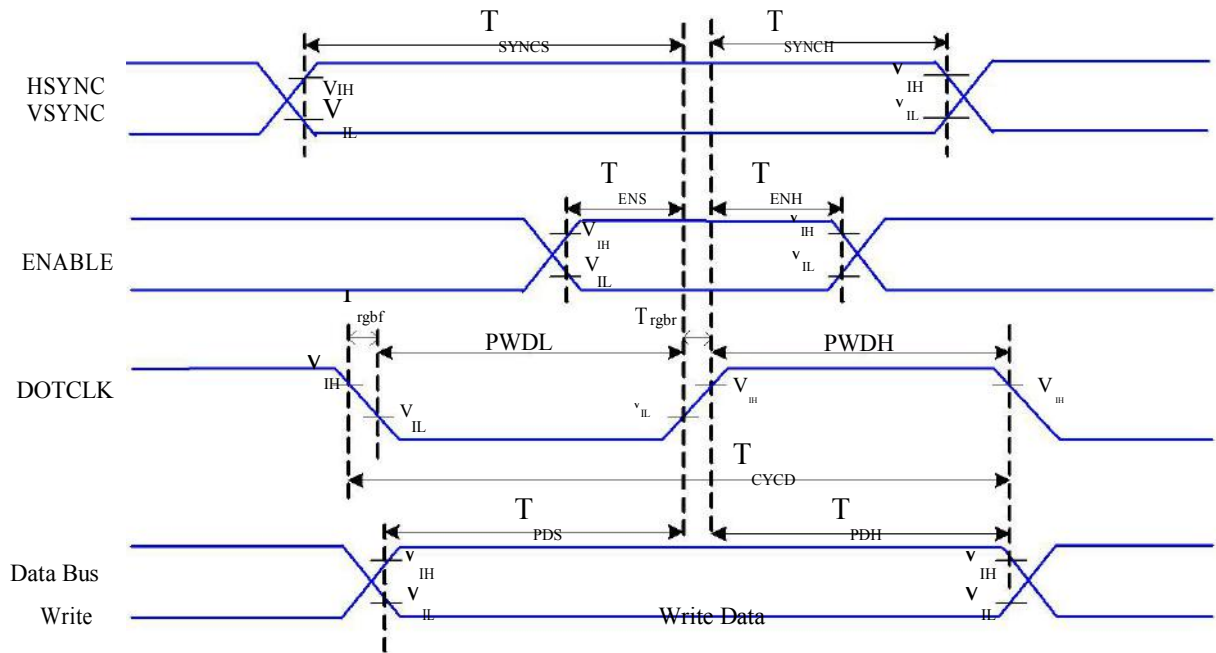 T SYNCS
T SYNCH
HSYNC
VSYNC
VIH
V IL
V IH
V IL
T ENS
T ENH
ENABLE
V IH
V IL
V IH
V IL
rgbf
T rgbr
PWDL
PWDH
DOTCLK
V IH
V IL
V IL
V IH
V IH
T CYCD
T PDS
T PDH
Data Bus
Write
V IH
V IL
Write Data
V IH
V IL